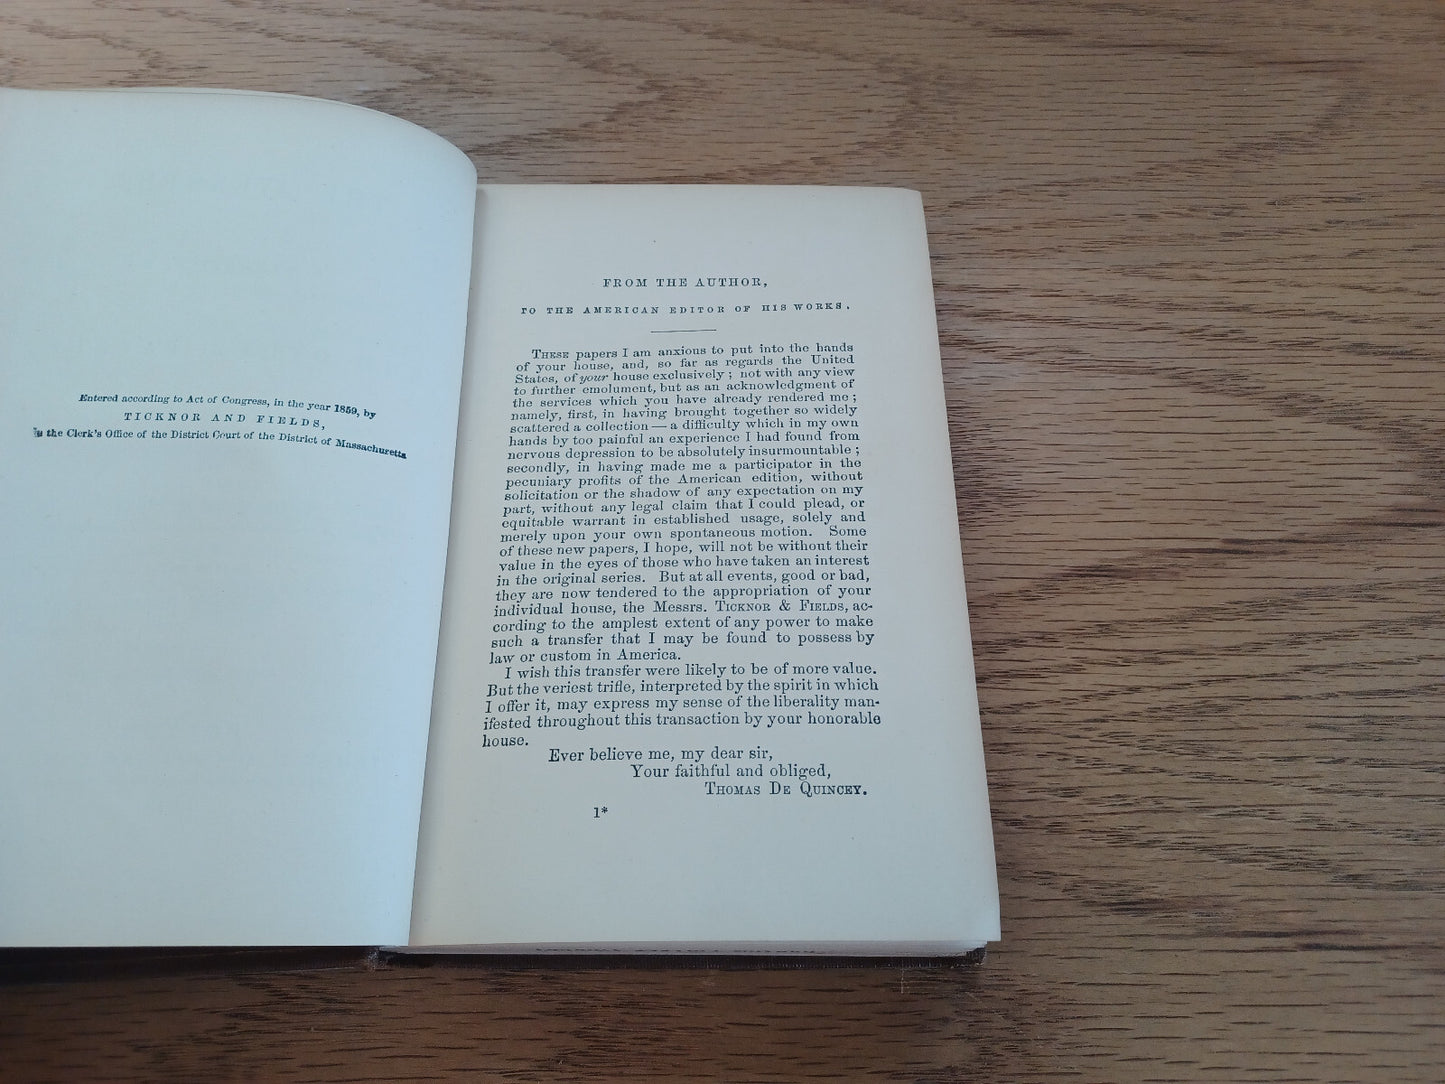 Entered according to Act of Congress, in the year 1859, by
TICKNOR AND FIELDS,
In the Clerk's Office of the District Court of the District of Massachusetts
FROM THE AUTHOR,
TO THE AMERICAN EDITOR OF HIS WORKS.
THESE papers I am anxious to put into the hands
of your house, and, so far as regards the United
States, of your house exclusively; not with any view
to further emolument, but as an acknowledgment of
the services which you have already rendered me;
namely, first, in having brought together so widely
scattered a collection — a difficulty which in my own
hands by too painful an experience I had found from
nervous depression to be absolutely insurmountable;
secondly, in having made me a participator in the
pecuniary profits of the American edition, without
solicitation or the shadow of any expectation on my
part, without any legal claim that I could plead, or
equitable warrant in established usage, solely and
merely upon your own spontaneous motion. Some
of these new papers, I hope, will not be without their
value in the eyes of those who have taken an interest
in the original series. But at all events, good or bad,
they are now tendered to the appropriation of your
individual house, the Messrs. TICKNOR & FIELDS, ac-
cording to the amplest extent of any power to make
such a transfer that I may be found to possess by
law or custom in America.
I wish this transfer were likely to be of more value.
But the veriest trifle, interpreted by the spirit in which
I offer it, may express my sense of the liberality man-
ifested throughout this transaction by your honorable
house.
Ever believe me, my dear sir,
Your faithful and obliged,
THOMAS DE QUINCEY.
1*